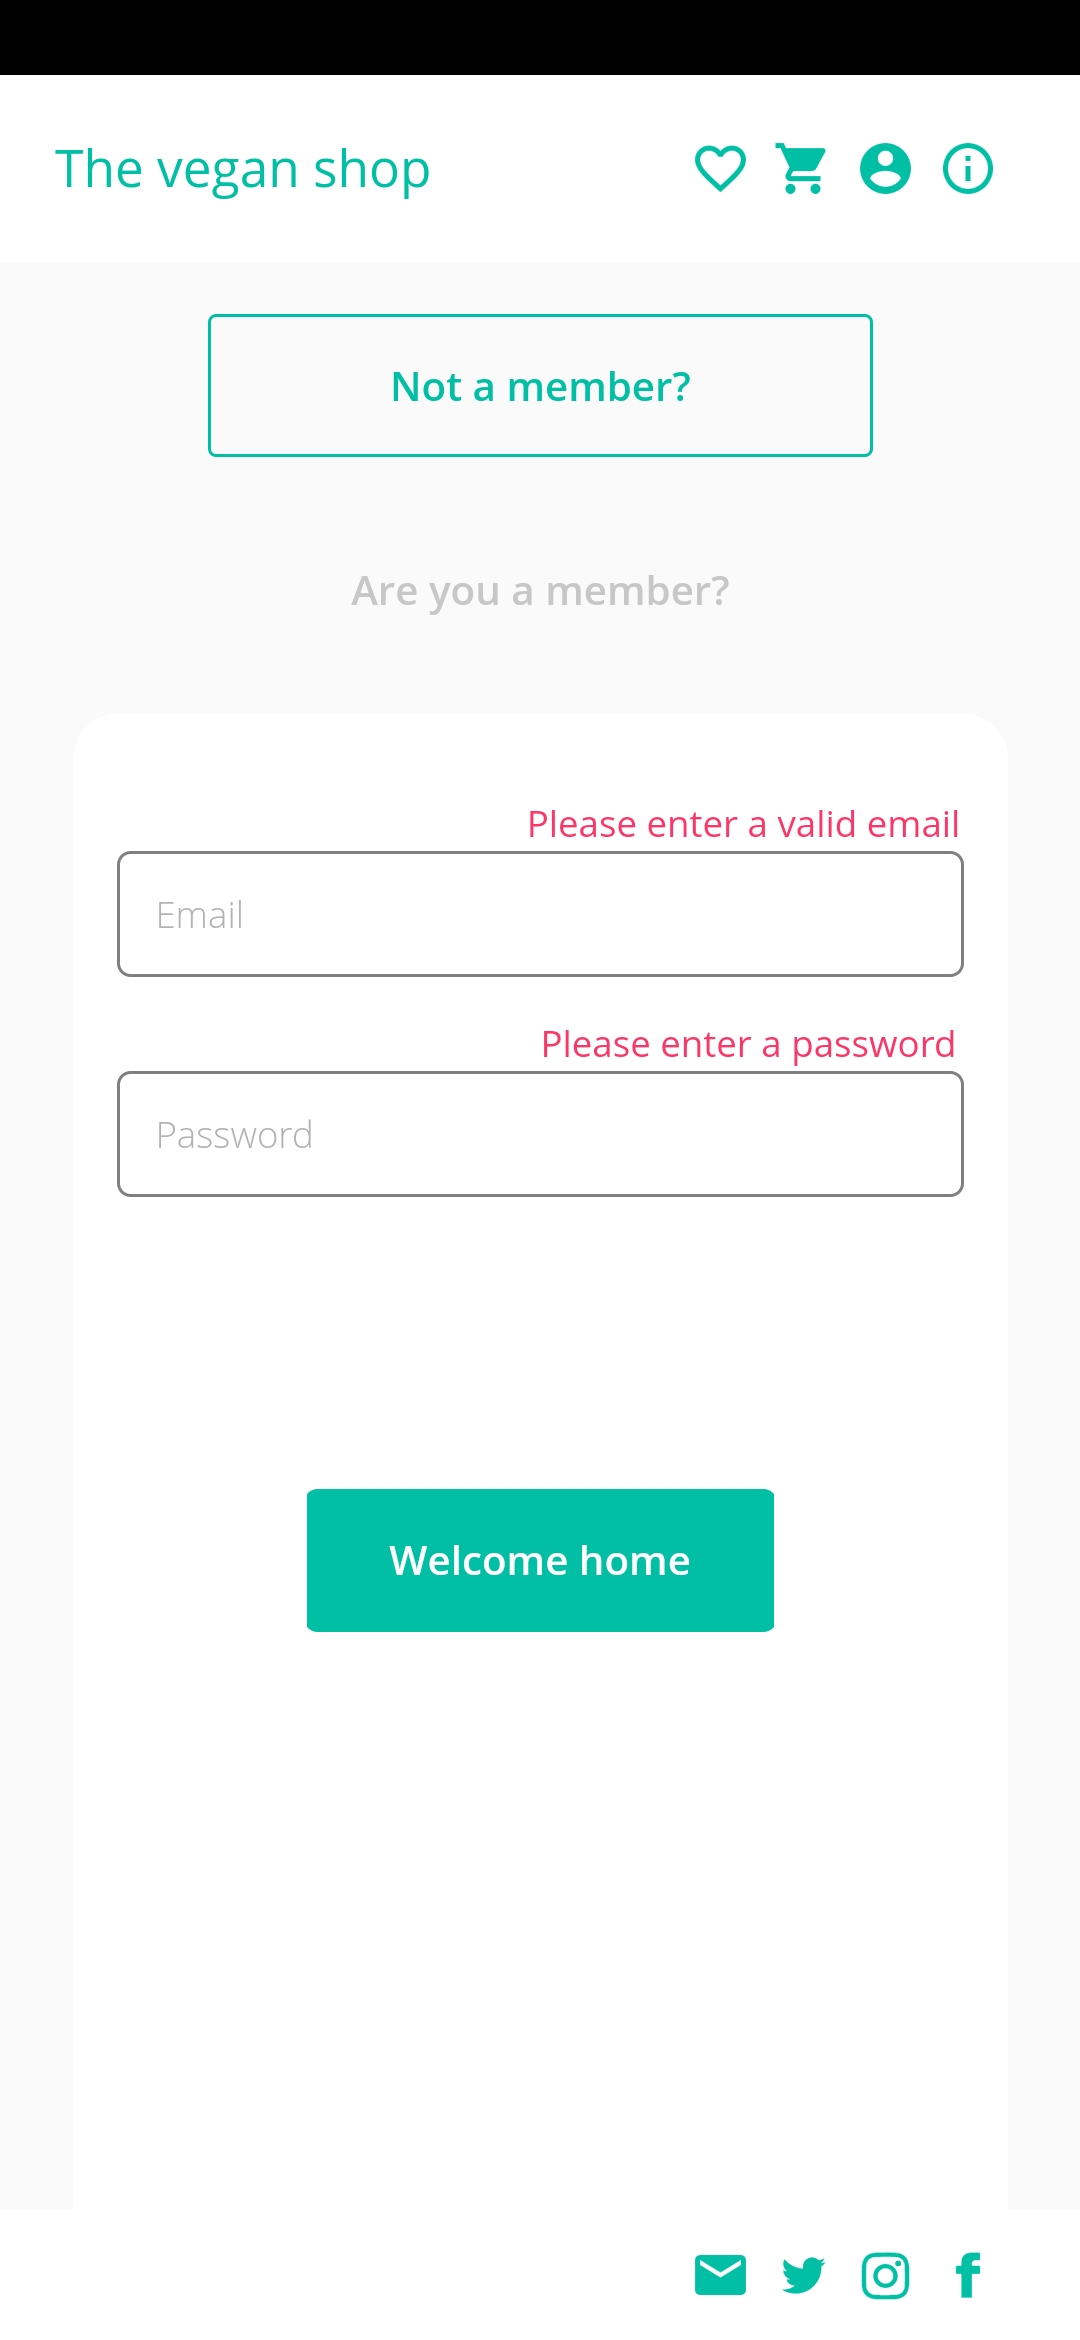 The vegan shop
Not a member?
Are you a member?
Please enter a valid email
Email
Please enter a password
Password
Welcome home